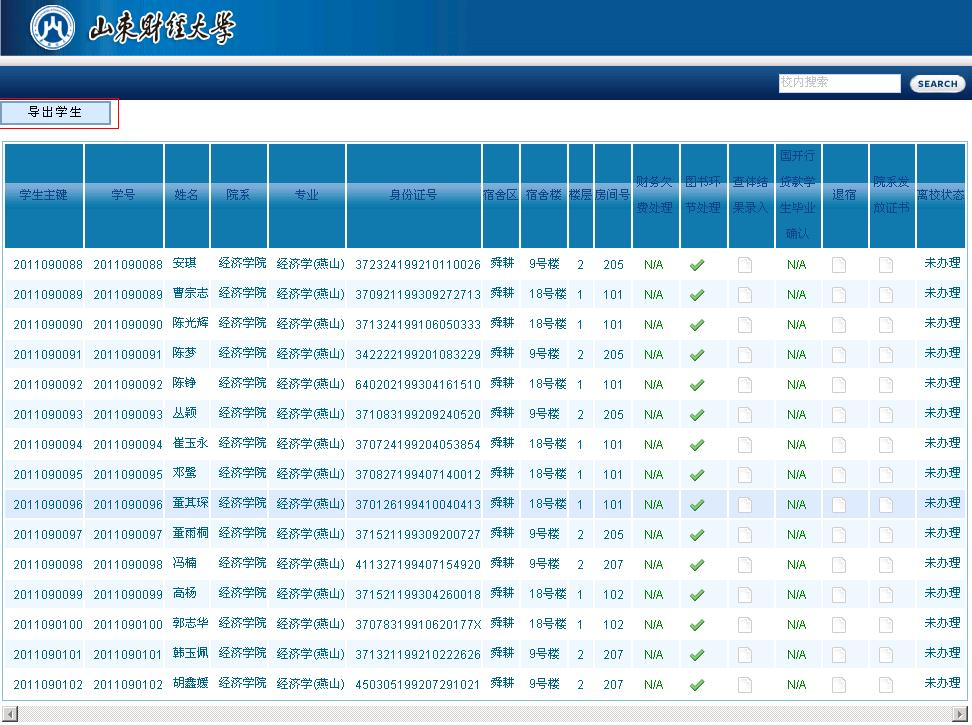 山东财经大学
校内搜索 SEARCH
导出学生
学生主键 学号 姓名 院系 专业 身份证号 宿舍区 宿舍楼 楼层 房间号 财务欠费处理 图书环节处理 查体结果录入 国开行贷款学生毕业确认 退宿 院系发放证书 离校状态
2011090088 2011090088 安琪 经济学院 经济学(燕山) 372324199210110026 舜耕 9号楼 2 205 N/A N/A 未办理
2011090089 2011090089 曹宗志 经济学院 经济学(燕山) 370921199309272713 舜耕 18号楼 1 101 N/A N/A 未办理
2011090090 2011090090 陈光辉 经济学院 经济学(燕山) 371324199106050333 舜耕 18号楼 1 101 N/A N/A 未办理
2011090091 2011090091 陈梦 经济学院 经济学(燕山) 342222199201083229 舜耕 9号楼 2 205 N/A N/A 未办理
2011090092 2011090092 陈铮 经济学院 经济学(燕山) 640202199304161510 舜耕 18号楼 1 101 N/A N/A 未办理
2011090093 2011090093 丛颖 经济学院 经济学(燕山) 371083199209240520 舜耕 9号楼 2 205 N/A N/A 未办理
2011090094 2011090094 崔玉永 经济学院 经济学(燕山) 370724199204053854 舜耕 18号楼 1 101 N/A N/A 未办理
2011090095 2011090095 邓鹭 经济学院 经济学(燕山) 370827199407140012 舜耕 18号楼 1 101 N/A N/A 未办理
2011090096 2011090096 董其琛 经济学院 经济学(燕山) 370126199410040413 舜耕 18号楼 1 101 N/A N/A 未办理
2011090097 2011090097 董雨桐 经济学院 经济学(燕山) 371521199309200727 舜耕 9号楼 2 205 N/A N/A 未办理
2011090098 2011090098 冯楠 经济学院 经济学(燕山) 411327199407154920 舜耕 9号楼 2 207 N/A N/A 未办理
2011090099 2011090099 高杨 经济学院 经济学(燕山) 371521199304260018 舜耕 18号楼 1 102 N/A N/A 未办理
2011090100 2011090100 郭志华 经济学院 经济学(燕山) 37078319910620177X 舜耕 18号楼 1 102 N/A N/A 未办理
2011090101 2011090101 韩玉佩 经济学院 经济学(燕山) 371321199210222626 舜耕 9号楼 2 207 N/A N/A 未办理
2011090102 2011090102 胡鑫媛 经济学院 经济学(燕山) 450305199207291021 舜耕 9号楼 2 207 N/A N/A 未办理